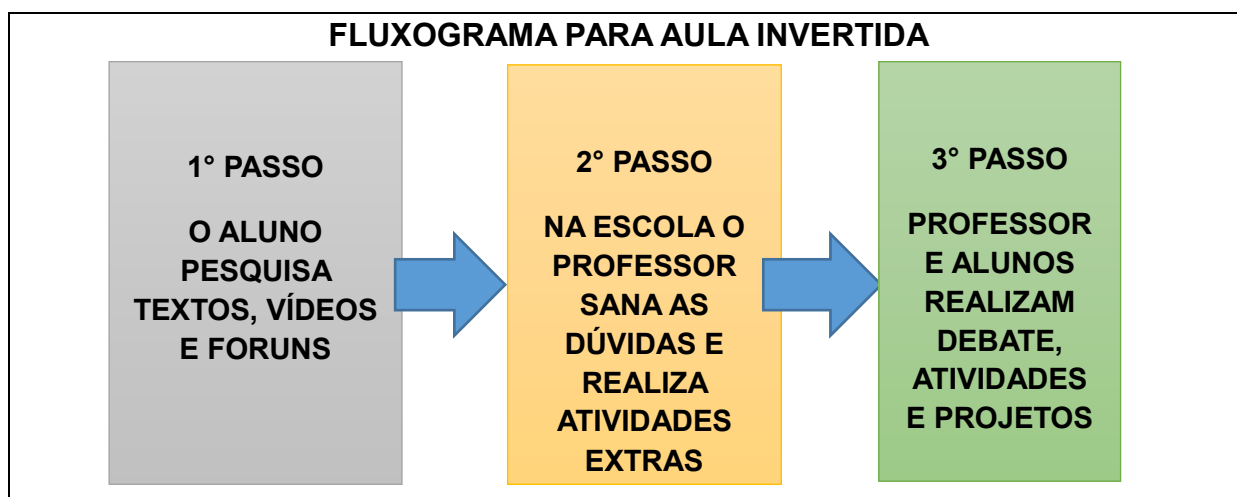 FLUXOGRAMA PARA AULA INVERTIDA
1° PASSO
O ALUNO
PESQUISA
TEXTOS, VÍDEOS
E FORUNS
2° PASSO
NA ESCOLA O
PROFESSOR
SANA AS
DÚVIDAS E
REALIZA
ATIVIDADES
EXTRAS
3° PASSO
PROFESSOR
E ALUNOS
REALIZAM
DEBATE,
ATIVIDADES
E PROJETOS